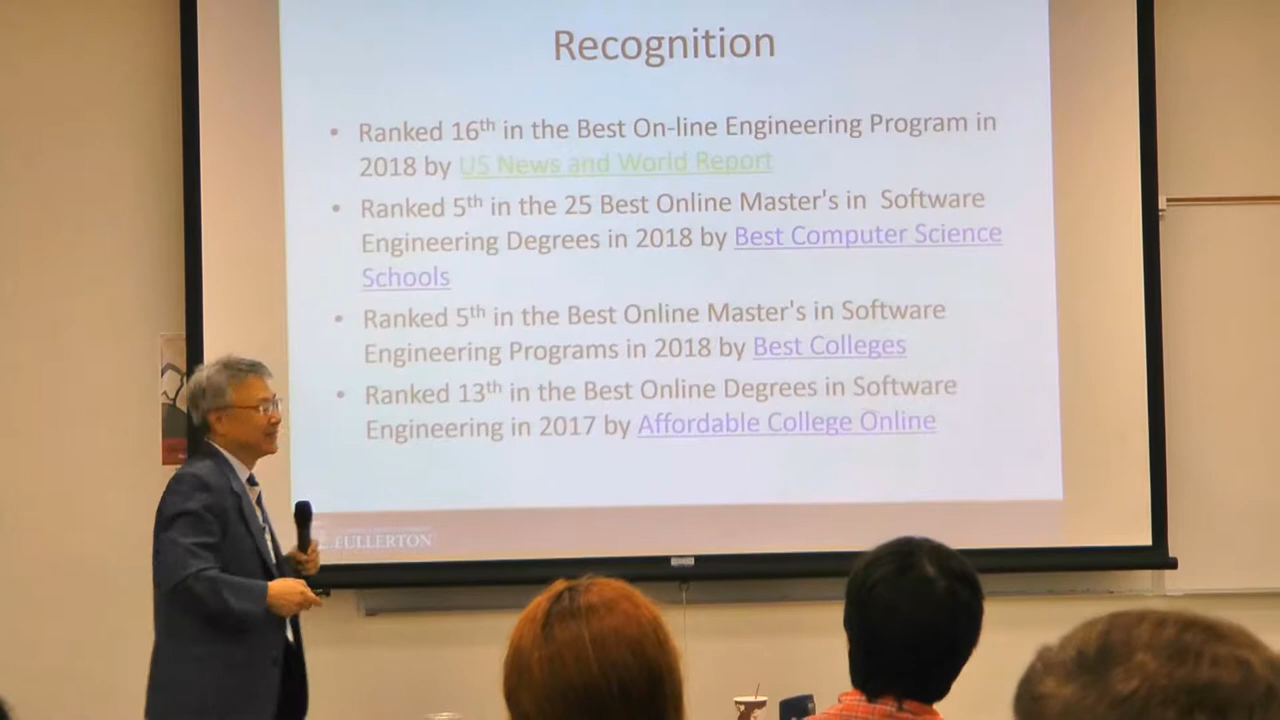 Recognition
• Ranked 16th in the Best On-line Engineering Program in
2018 by US News and World Report
• Ranked 5th in the 25 Best Online Master's in Software
Engineering Degrees in 2018 by Best Computer Science
Schools
• Ranked 5th in the Best Online Master's in Software
Engineering Programs in 2018 by Best Colleges
• Ranked 13th in the Best Online Degrees in Software
Engineering in 2017 by Affordable College Online
FULLERTON